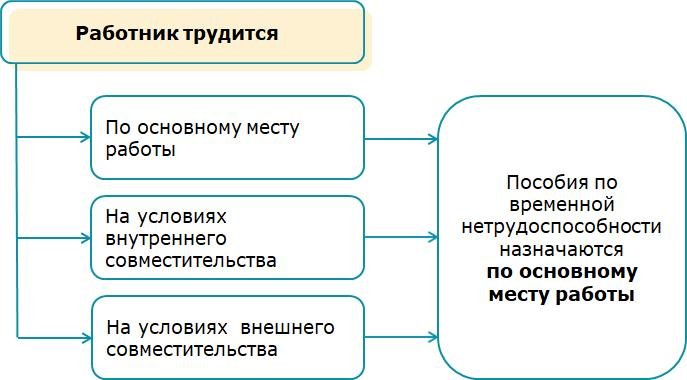 Работник трудится
По основному месту
работы
На условиях
внутреннего
совместительства
На условиях внешнего
совместительства
Пособия по
временной
нетрудоспособности
назначаются
по основному
месту работы